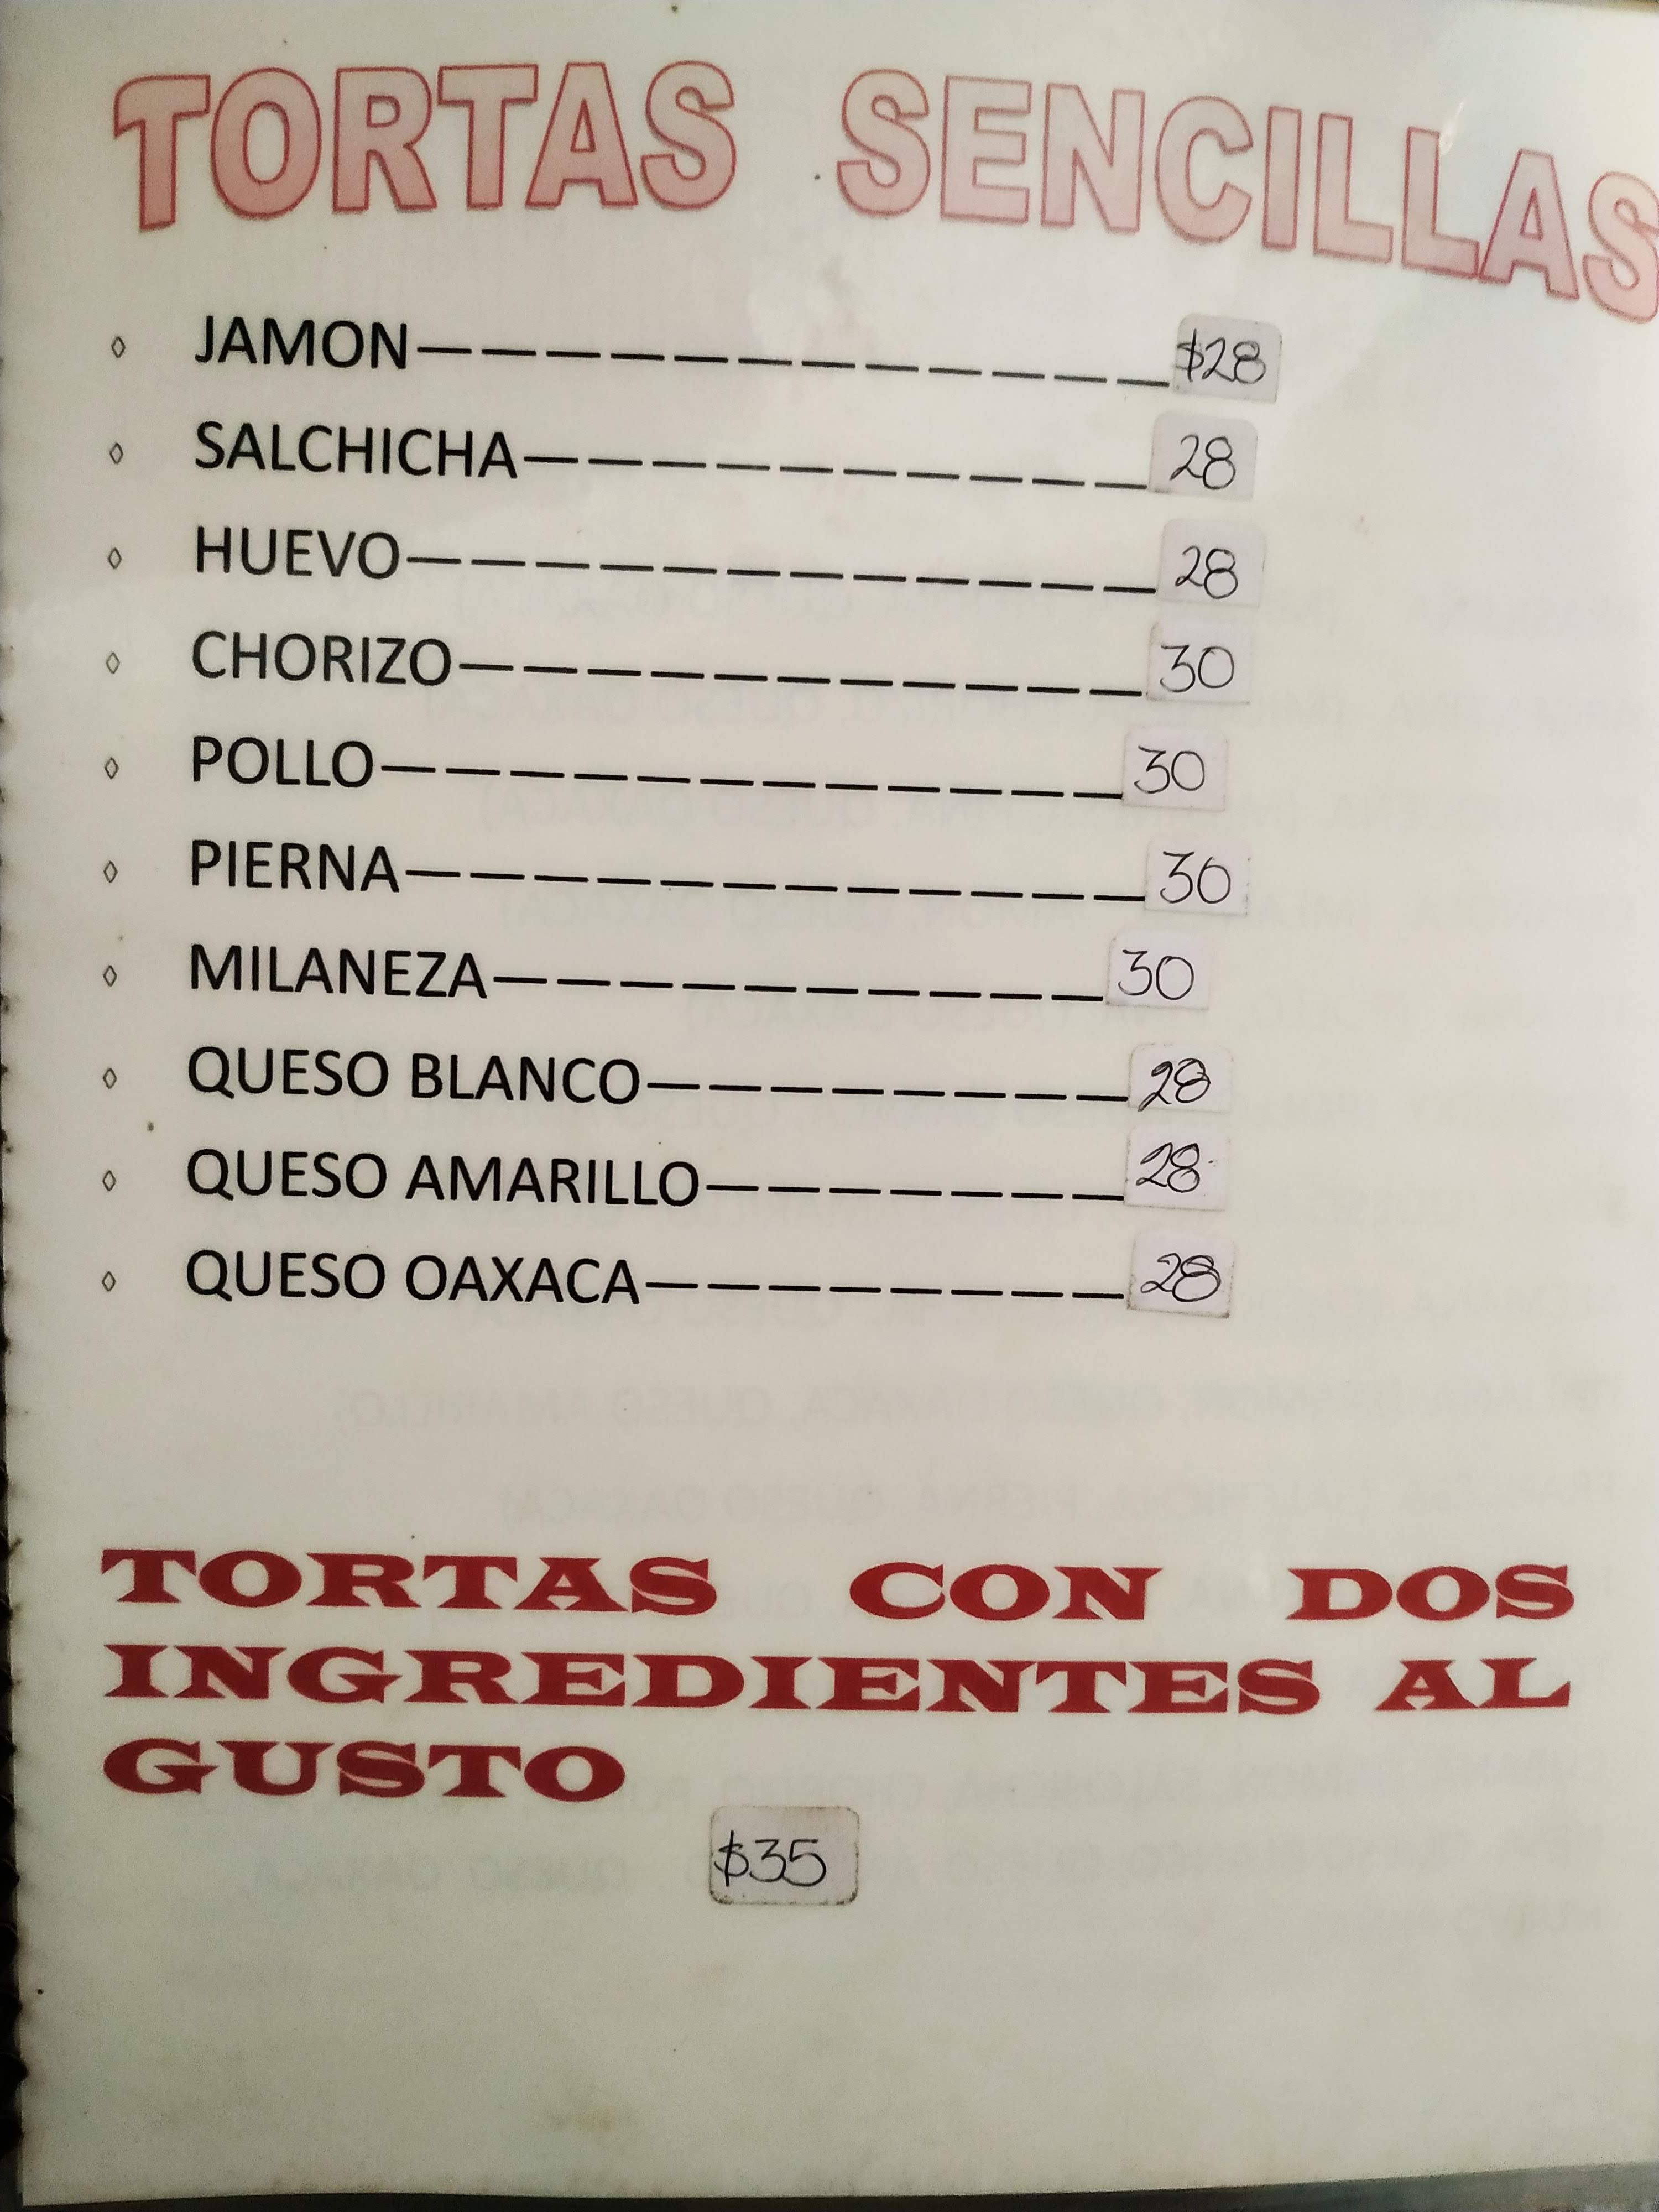 TORTAS SENCILLAS
◊ JAMON—————————————$28
◊ SALCHICHA——————————28
◊ HUEVO————————————28
◊ CHORIZO———————————30
◊ POLLO————————————30
◊ PIERNA————————————30
◊ MILANEZA——————————30
◊ QUESO BLANCO————————28
◊ QUESO AMARILLO———————28
◊ QUESO OAXACA————————28
TORTAS CON DOS
INGREDIENTES AL
GUSTO
$35